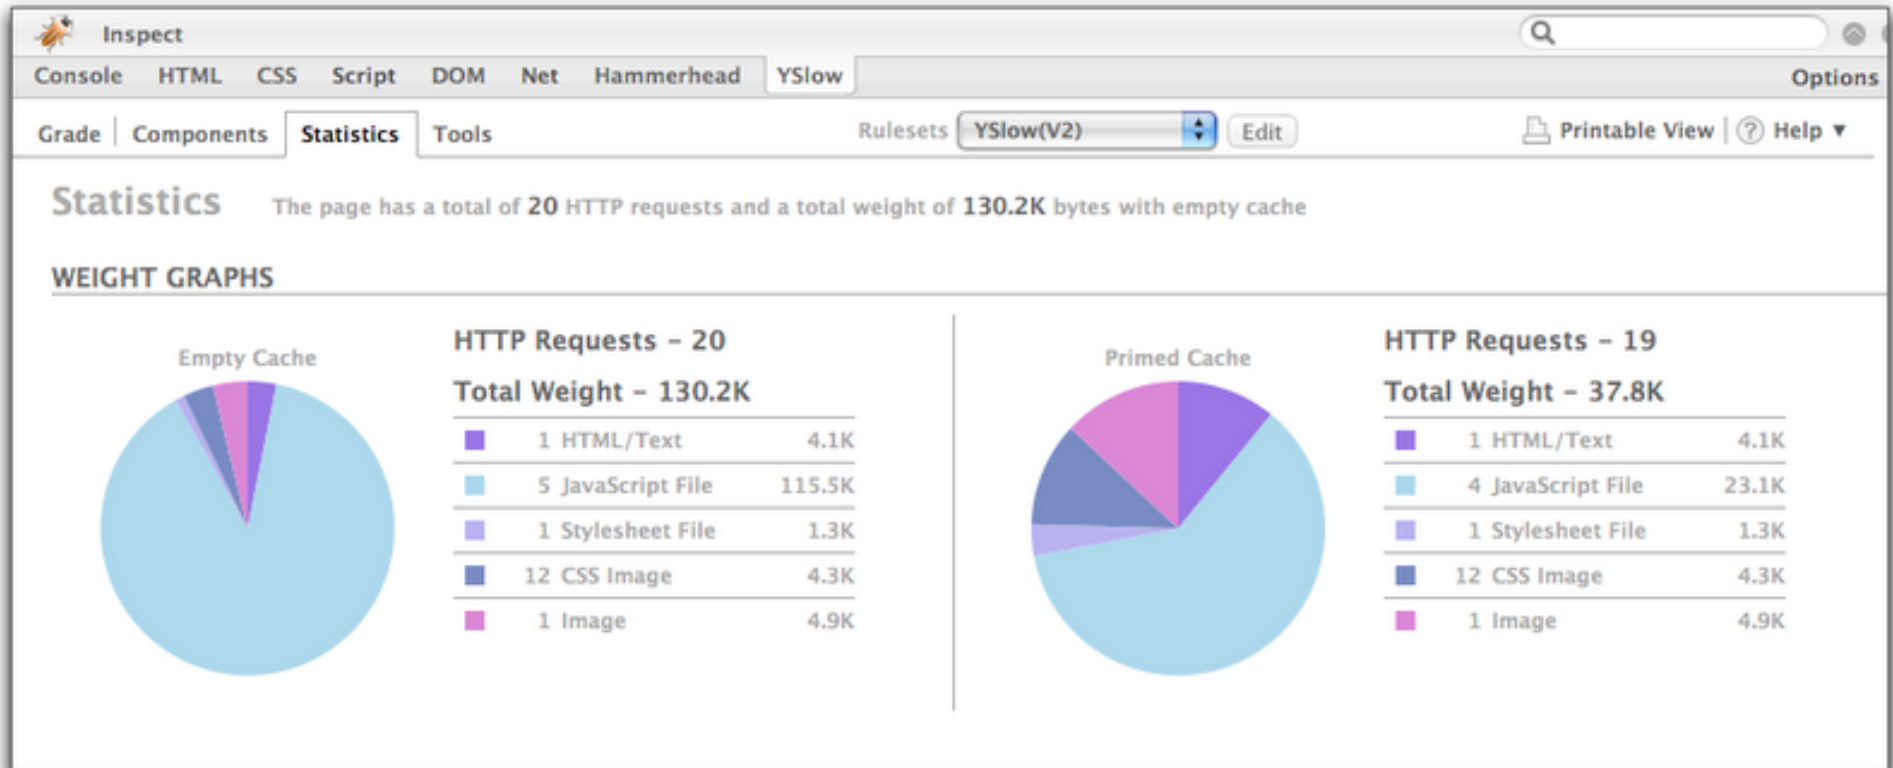 Inspect
Console HTML CSS Script DOM Net Hammerhead YSlow Options
Grade Components Statistics Tools Rulesets YSlow(V2) Edit Printable View ? Help ▼
Statistics The page has a total of 20 HTTP requests and a total weight of 130.2K bytes with empty cache
WEIGHT GRAPHS
Empty Cache
HTTP Requests – 20
Total Weight – 130.2K
1 HTML/Text 4.1K
5 JavaScript File 115.5K
1 Stylesheet File 1.3K
12 CSS Image 4.3K
1 Image 4.9K
Primed Cache
HTTP Requests – 19
Total Weight – 37.8K
1 HTML/Text 4.1K
4 JavaScript File 23.1K
1 Stylesheet File 1.3K
12 CSS Image 4.3K
1 Image 4.9K